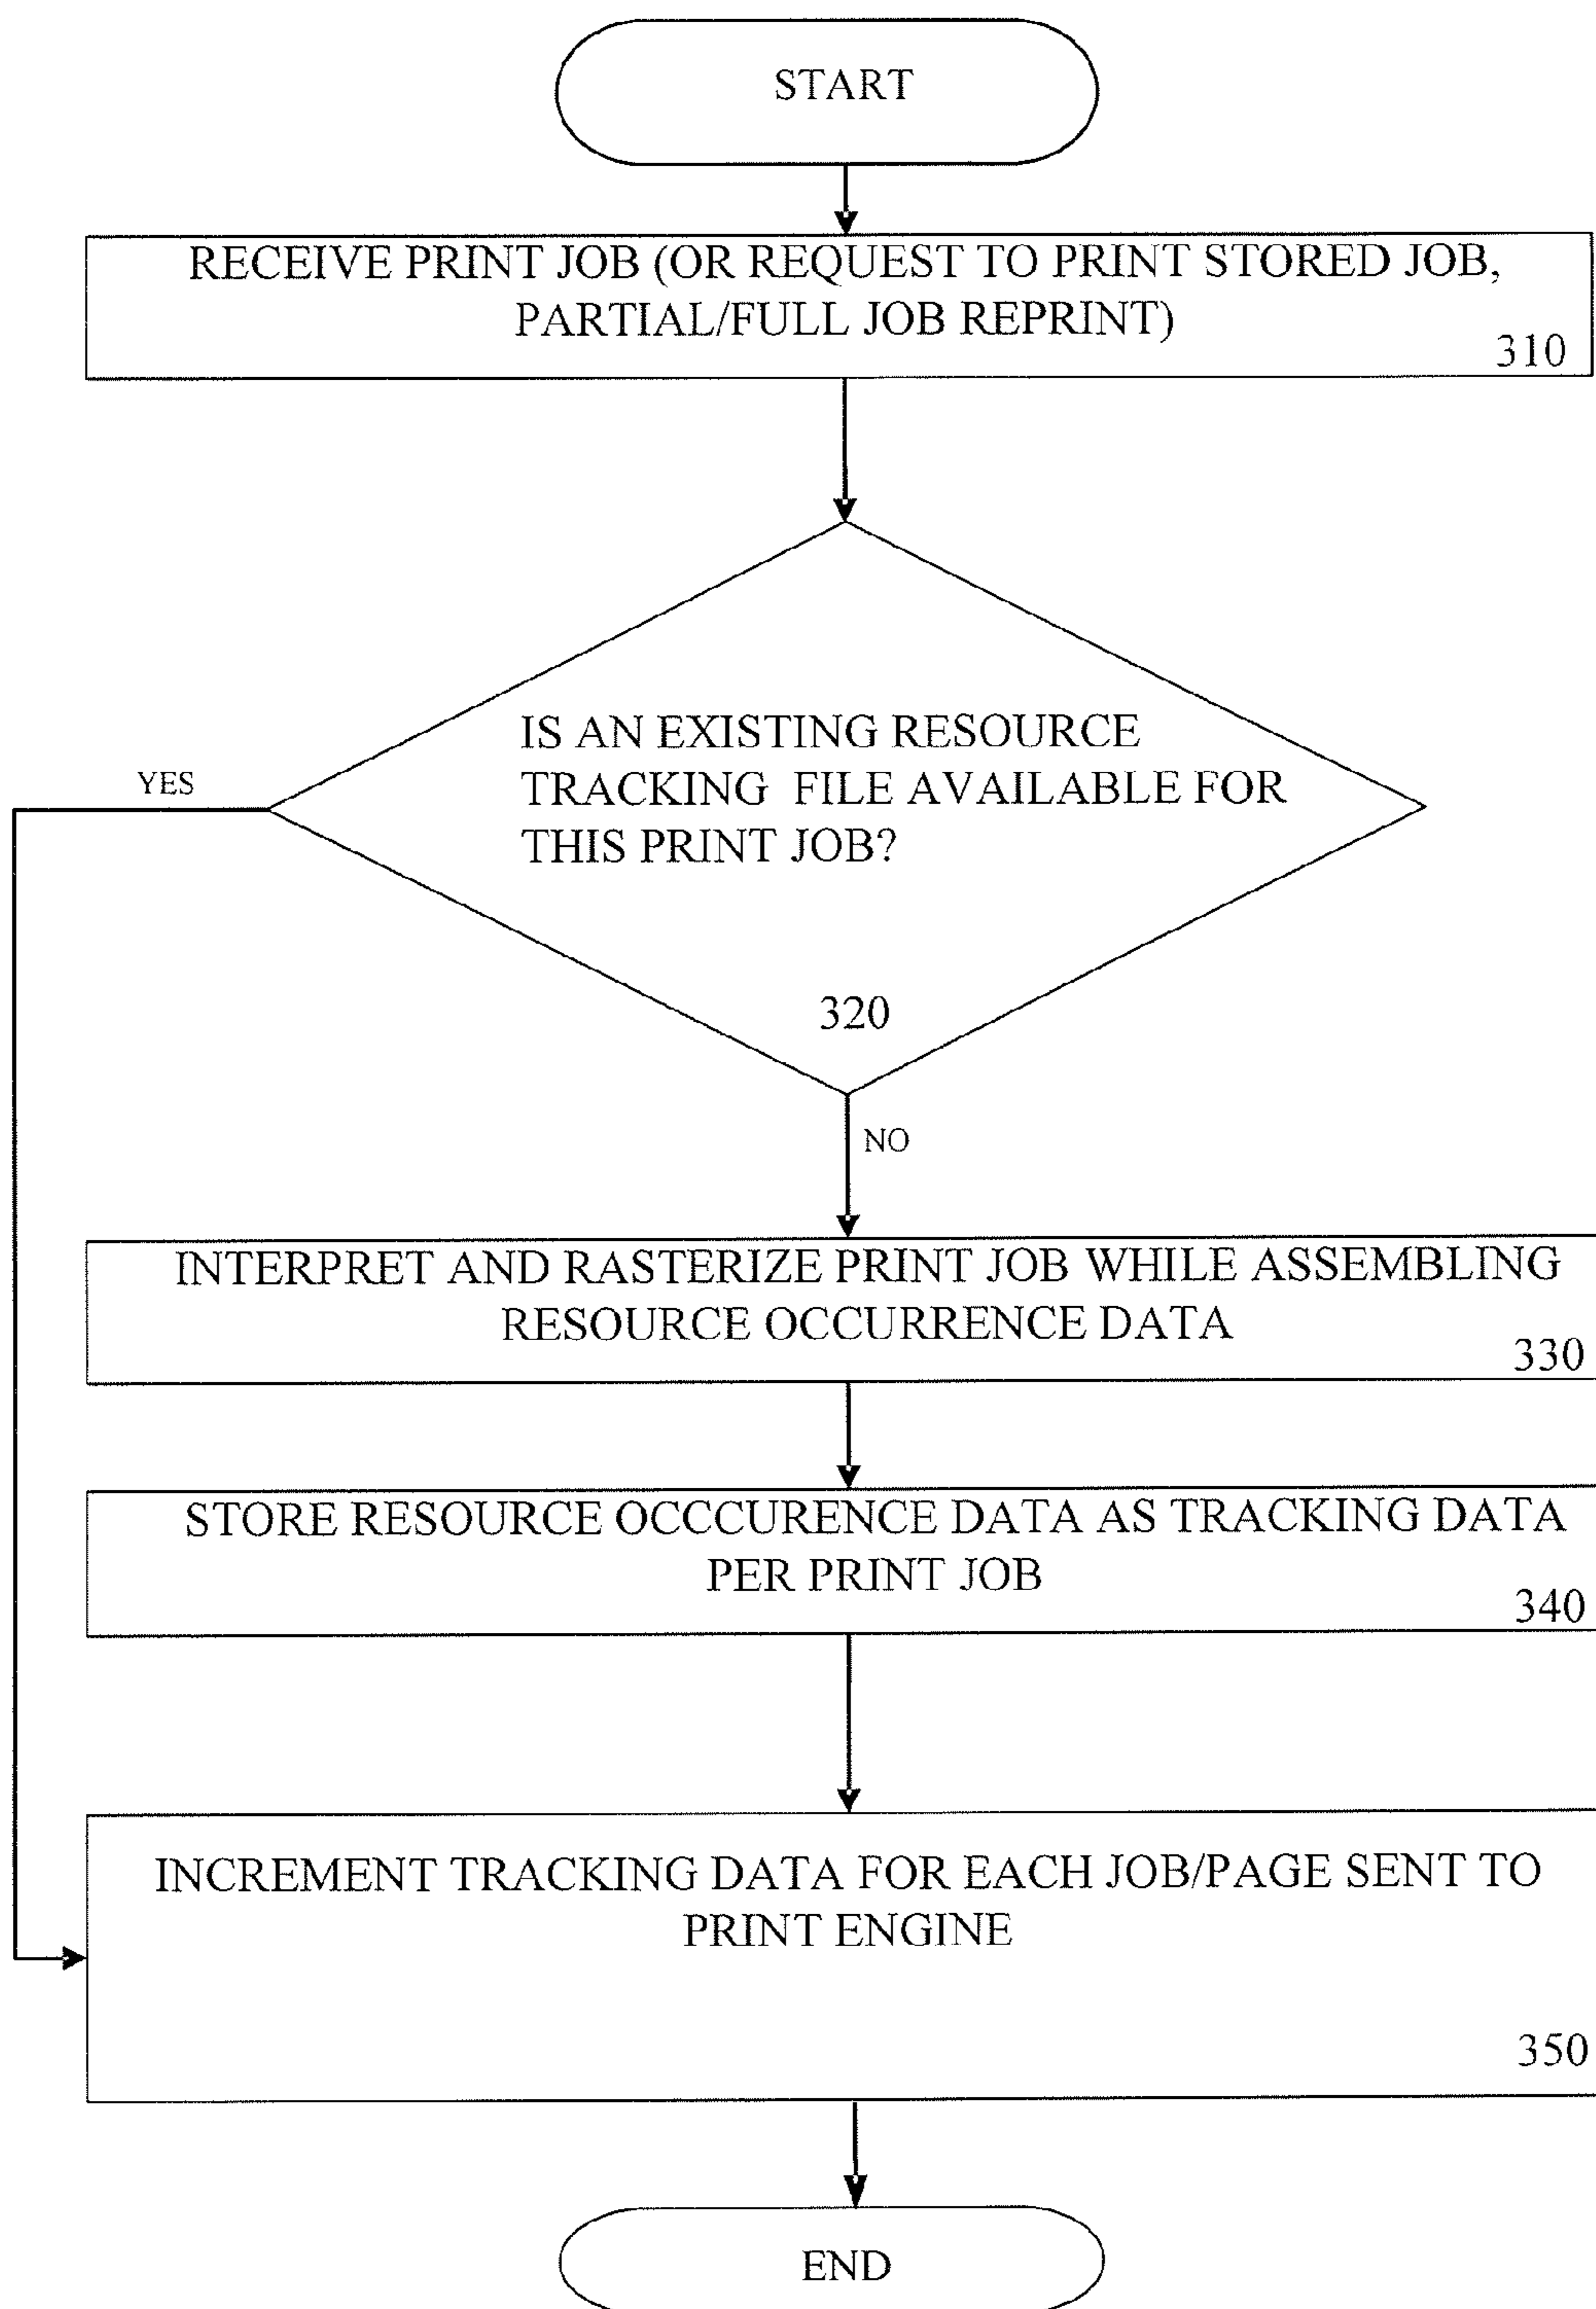 START
RECEIVE PRINT JOB (OR REQUEST TO PRINT STORED JOB,
PARTIAL/FULL JOB REPRINT)
310
IS AN EXISTING RESOURCE
TRACKING FILE AVAILABLE FOR
THIS PRINT JOB?
YES
320
NO
INTERPRET AND RASTERIZE PRINT JOB WHILE ASSEMBLING
RESOURCE OCCURRENCE DATA
330
STORE RESOURCE OCCCURENCE DATA AS TRACKING DATA
PER PRINT JOB
340
INCREMENT TRACKING DATA FOR EACH JOB/PAGE SENT TO
PRINT ENGINE
350
END